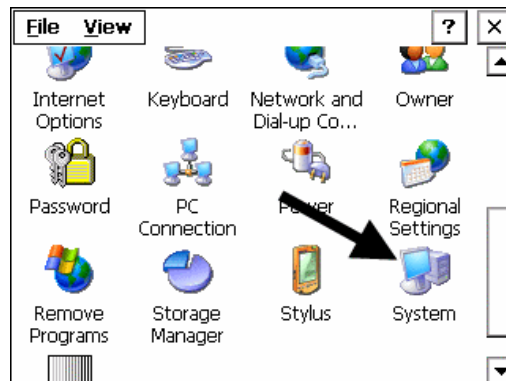 File View ? ×
Internet Keyboard Network and Owner
Options Dial-up Co...
Password PC Power Regional
Connection Settings
Remove Storage Stylus System
Programs Manager